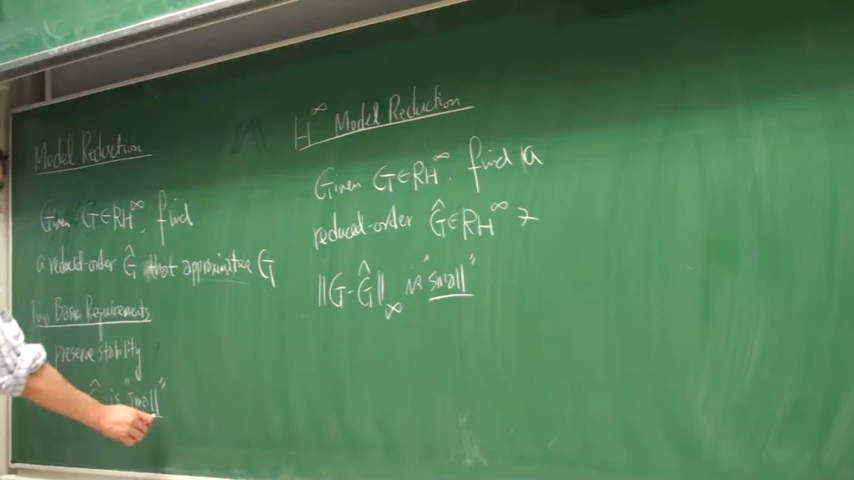 Model Reduction
Given G∈RH^∞, find
a reduced-order Ĝ that approximates G
Two Basic Requirements
preserve stability
is "small"
H^∞ Model Reduction
Given G∈RH^∞, find a
reduced-order Ĝ∈RH^∞ ∋
||G-Ĝ||_∞ is "small"